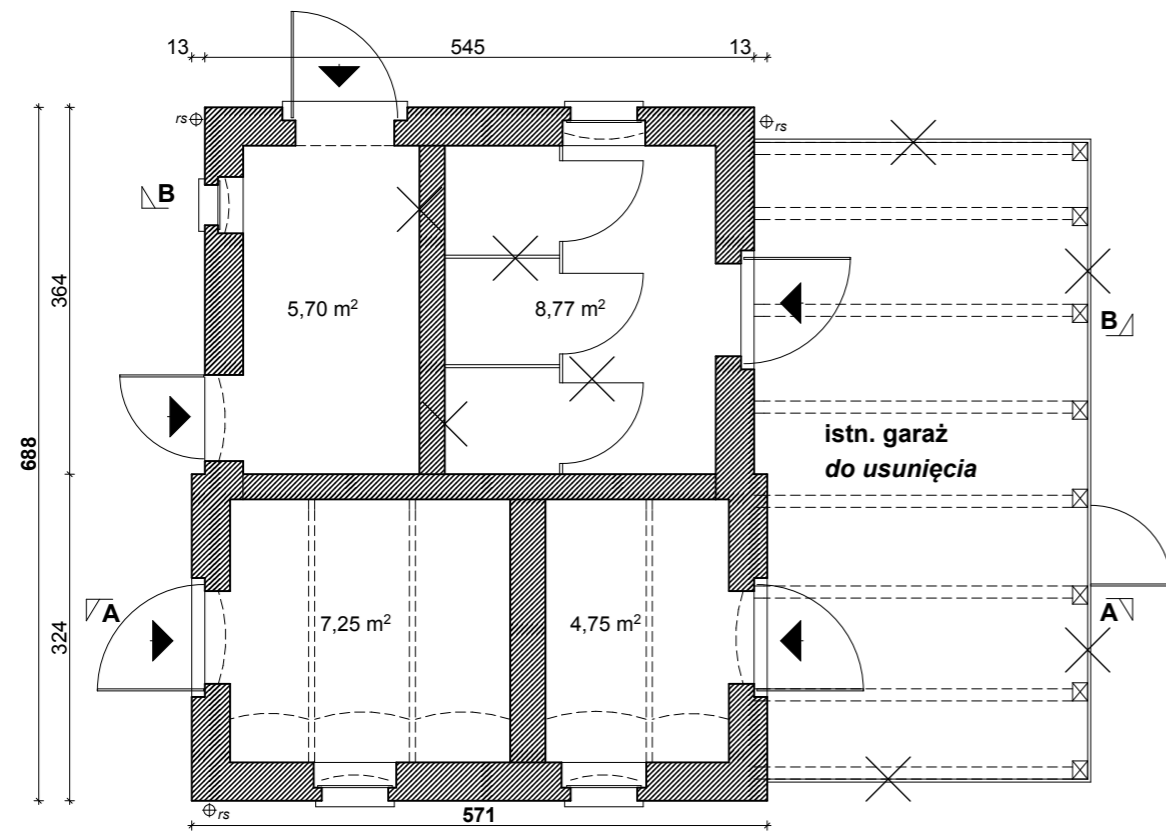 13
545
13
rs
rs
B
364
5,70 m²
8,77 m²
B
688
istn. garaż
do usunięcia
324
A
7,25 m²
4,75 m²
A
rs
571